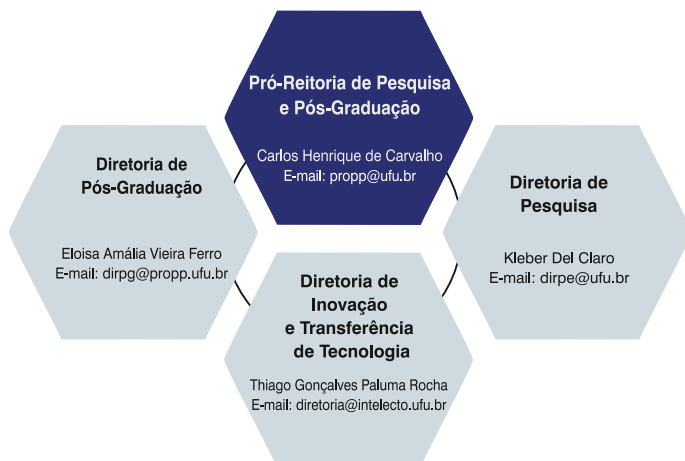 Pró-Reitoria de Pesquisa
e Pós-Graduação
Carlos Henrique de Carvalho
E-mail: propp@ufu.br
Diretoria de
Pós-Graduação
Eloisa Amália Vieira Ferro
E-mail: dirpg@propp.ufu.br
Diretoria de
Pesquisa
Kleber Del Claro
E-mail: dirpe@ufu.br
Diretoria de
Inovação
e Transferência
de Tecnologia
Thiago Gonçalves Paluma Rocha
E-mail: diretoria@intelecto.ufu.br